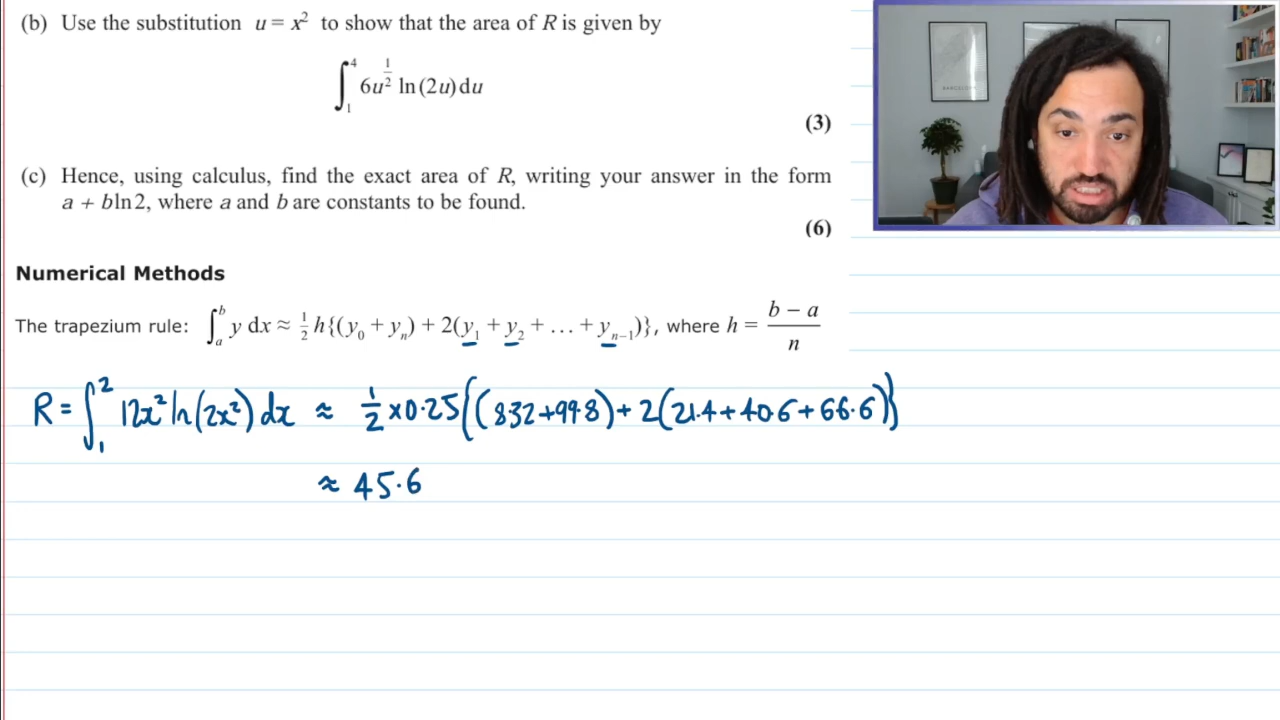 (b) Use the substitution u = x² to show that the area of R is given by
∫₁⁴ 6u^(1/2) ln(2u) du
(3)
(c) Hence, using calculus, find the exact area of R, writing your answer in the form
a + bln2, where a and b are constants to be found.
(6)
Numerical Methods
The trapezium rule: ∫ₐᵇ y dx ≈ ½ h{(y₀ + yₙ) + 2(y₁ + y₂ + … + yₙ₋₁)}, where h = (b − a)/n
R = ∫₁² 12x² ln(2x²) dx ≈ ½ × 0.25{(8.32+99.8) + 2(21.4+40.6+66.6)}
≈ 45.6
BARCELONA